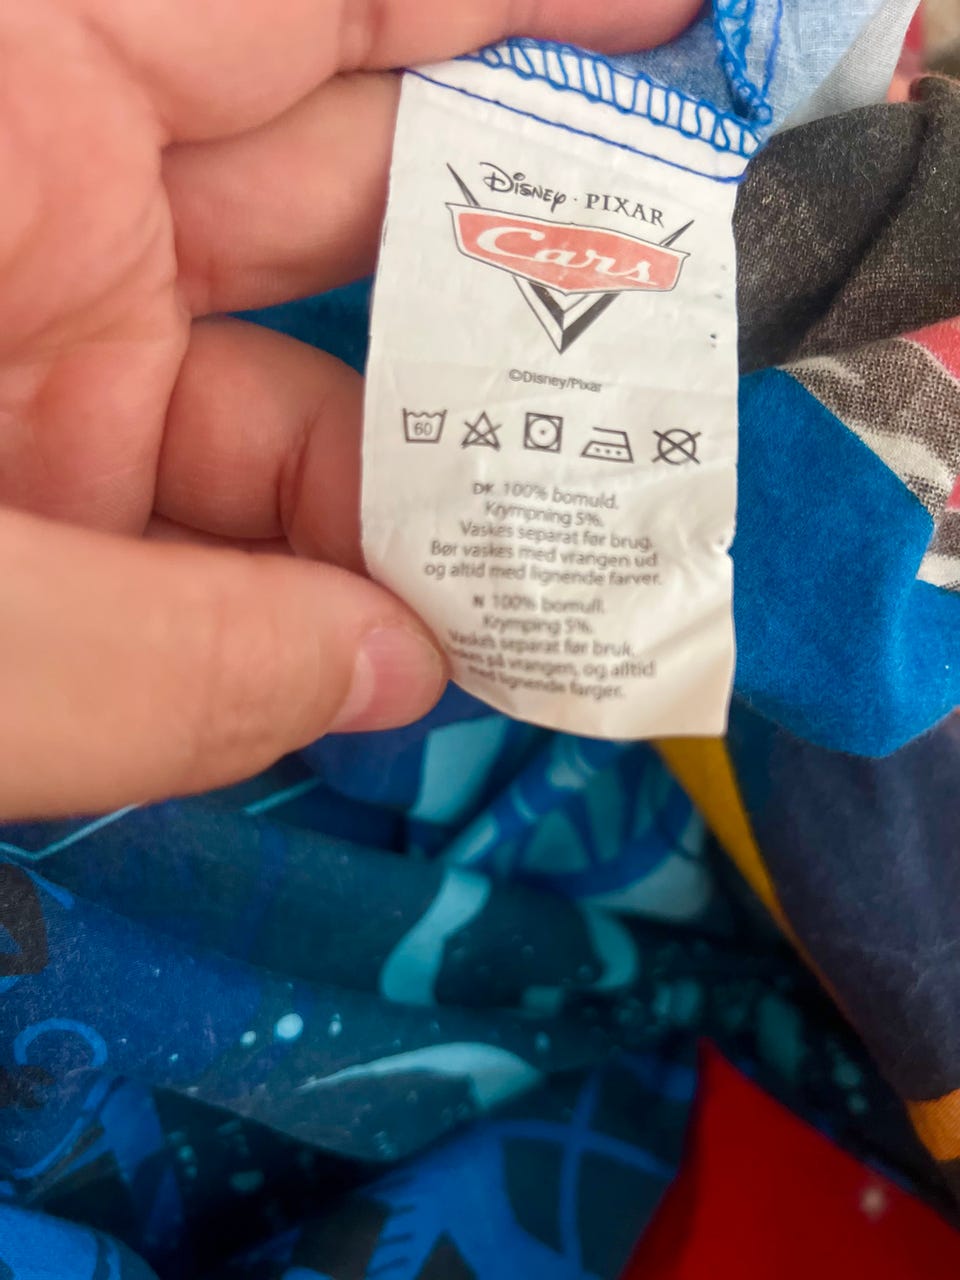 Disney · PIXAR
Cars
©Disney/Pixar
60
DK 100% bomuld.
Krympning 5%.
Vaskes separat før brug.
Bør vaskes med vrangen ud
og altid med lignende farver.
N 100% bomull.
Krymping 5%.
Vaskes separat før bruk.
på vrangen, og alltid
med lignende farger.